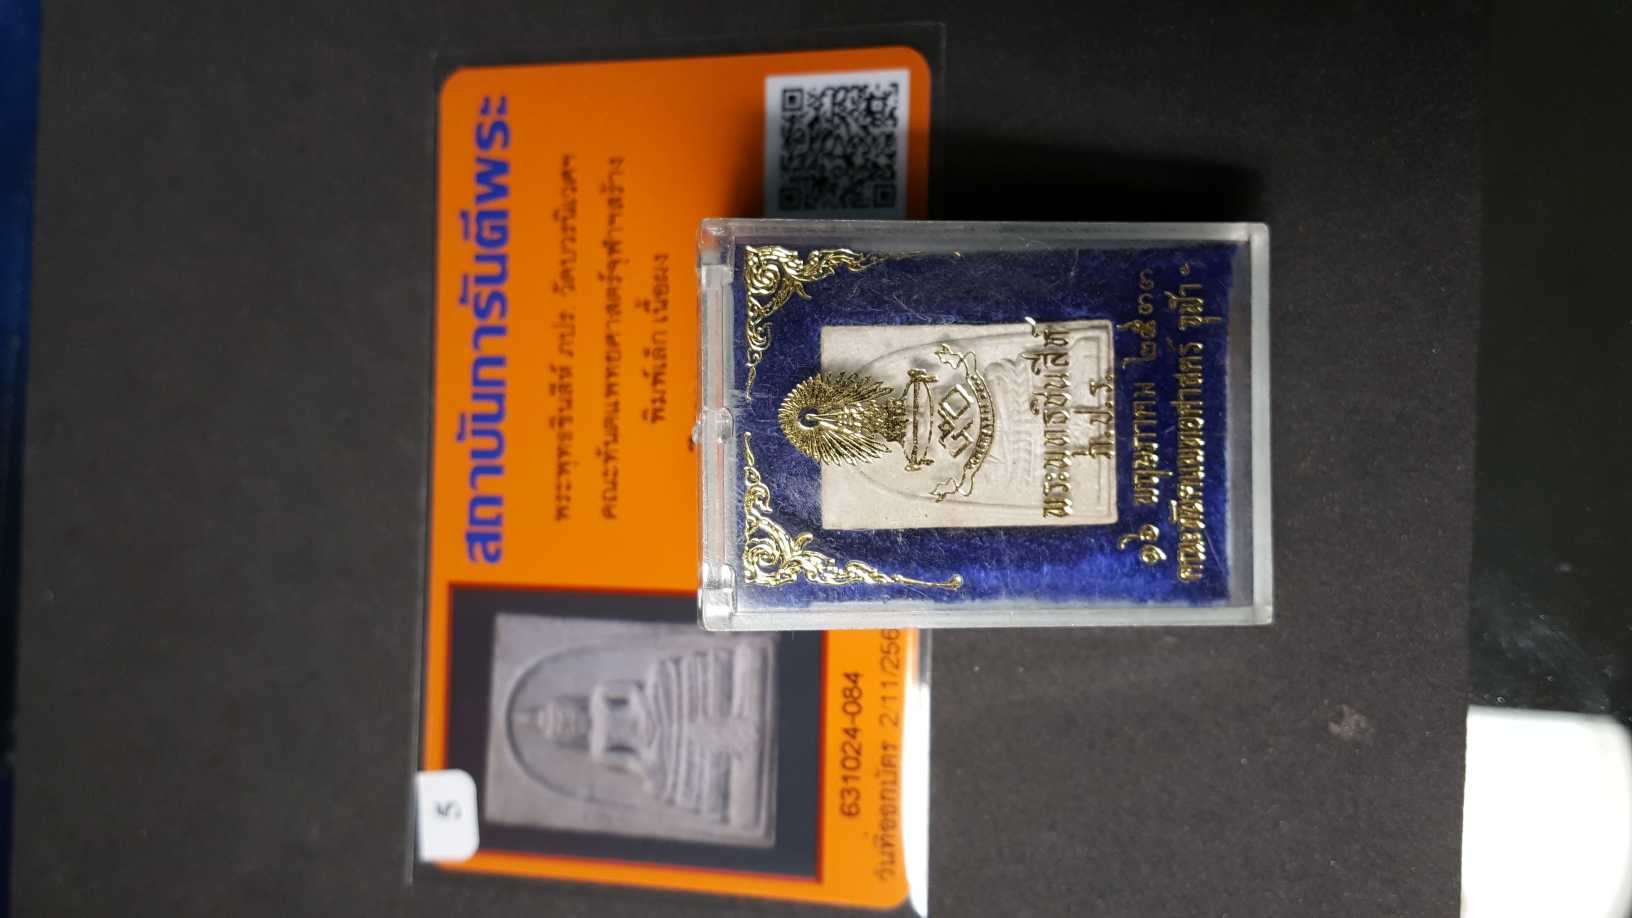 สถาบันการันตีพระ
พระพุทธชินสีห์ ภปร. วัดบวรนิเวศฯ
คณะทันตแพทยศาสตร์จุฬาฯสร้าง
พิมพ์เล็ก เนื้อผง
5
631024-084
วันที่ออกบัตร 2/11/256
พระพุทธชินสีห์
ภ.ป.ร.
๑๖ พฤษภาคม ๒๕๓๓
คณะทันตแพทยศาสตร์ จุฬาฯ